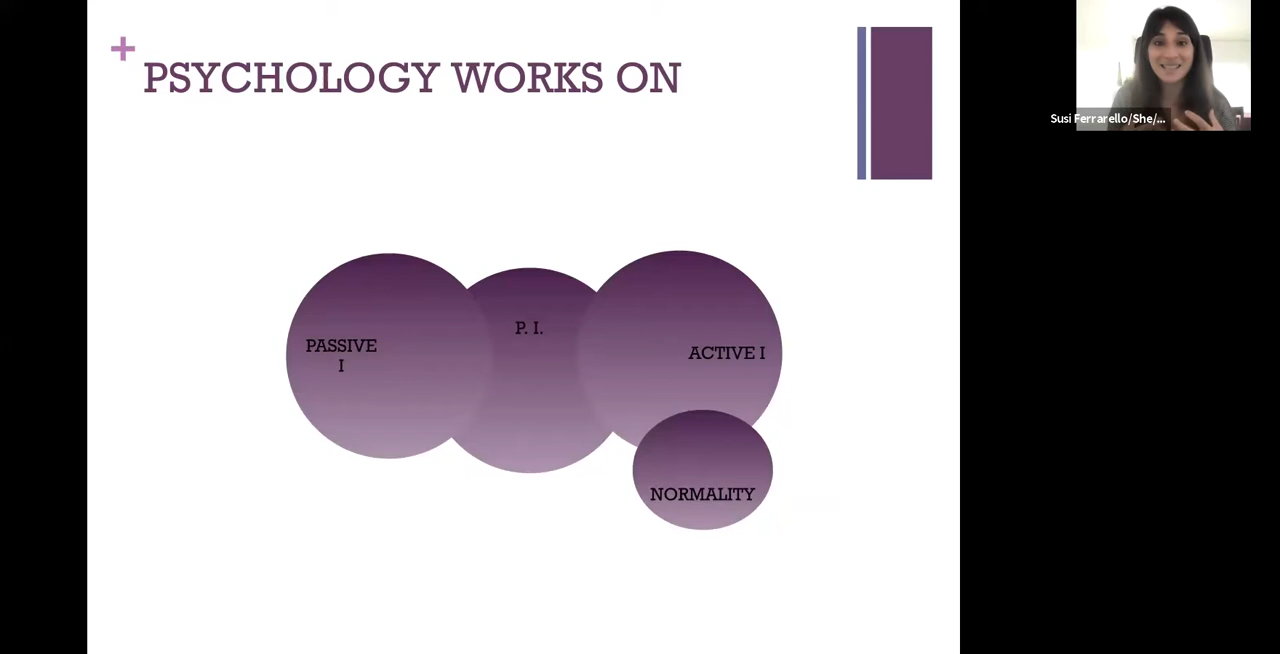 +
PSYCHOLOGY WORKS ON
Susi Ferrarello/She/...
P. I.
PASSIVE
I
ACTIVE I
NORMALITY